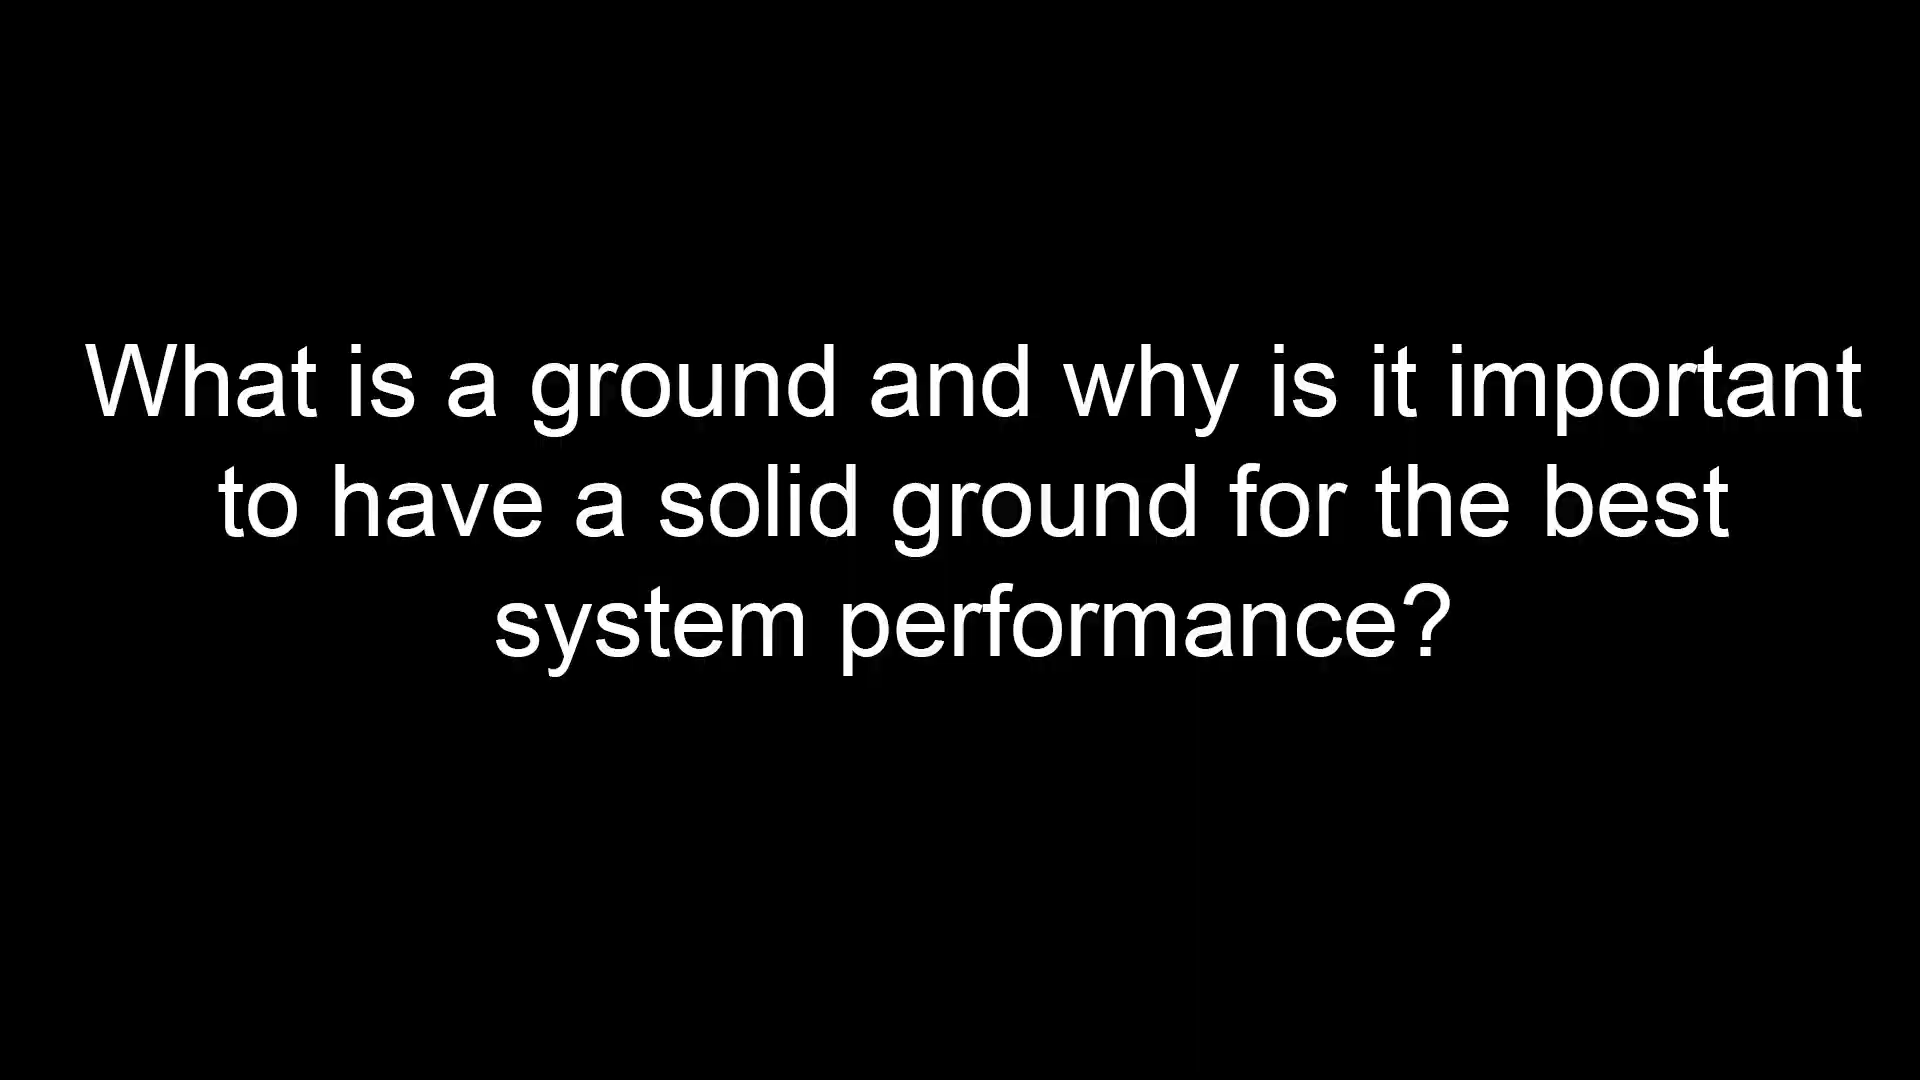 What is a ground and why is it important
to have a solid ground for the best
system performance?